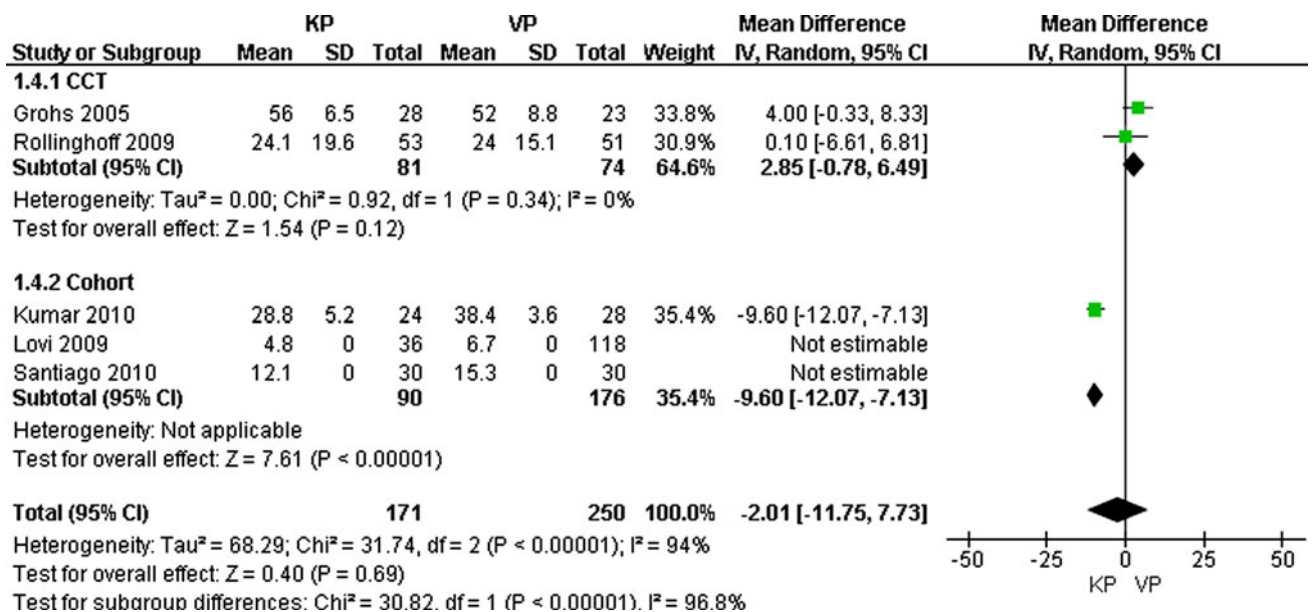 KP VP Mean Difference Mean Difference
Study or Subgroup Mean SD Total Mean SD Total Weight IV, Random, 95% CI IV, Random, 95% CI
1.4.1 CCT
Grohs 2005 56 6.5 28 52 8.8 23 33.8% 4.00 [-0.33, 8.33]
Rollinghoff 2009 24.1 19.6 53 24 15.1 51 30.9% 0.10 [-6.61, 6.81]
Subtotal (95% CI) 81 74 64.6% 2.85 [-0.78, 6.49]
Heterogeneity: Tau² = 0.00; Chi² = 0.92, df = 1 (P = 0.34); I² = 0%
Test for overall effect: Z = 1.54 (P = 0.12)
1.4.2 Cohort
Kumar 2010 28.8 5.2 24 38.4 3.6 28 35.4% -9.60 [-12.07, -7.13]
Lovi 2009 4.8 0 36 6.7 0 118 Not estimable
Santiago 2010 12.1 0 30 15.3 0 30 Not estimable
Subtotal (95% CI) 90 176 35.4% -9.60 [-12.07, -7.13]
Heterogeneity: Not applicable
Test for overall effect: Z = 7.61 (P < 0.00001)
Total (95% CI) 171 250 100.0% -2.01 [-11.75, 7.73]
Heterogeneity: Tau² = 68.29; Chi² = 31.74, df = 2 (P < 0.00001); I² = 94%
Test for overall effect: Z = 0.40 (P = 0.69)
Test for subgroup differences: Chi² = 30.82, df = 1 (P < 0.00001), I² = 96.8%
-50 -25 0 25 50
KP VP